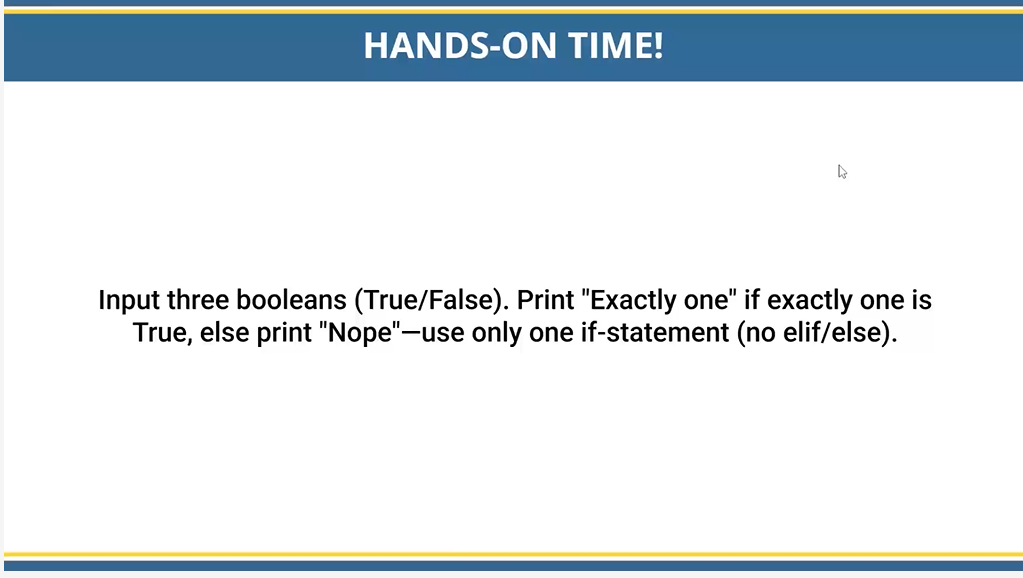 HANDS-ON TIME!
Input three booleans (True/False). Print "Exactly one" if exactly one is
True, else print "Nope"—use only one if-statement (no elif/else).